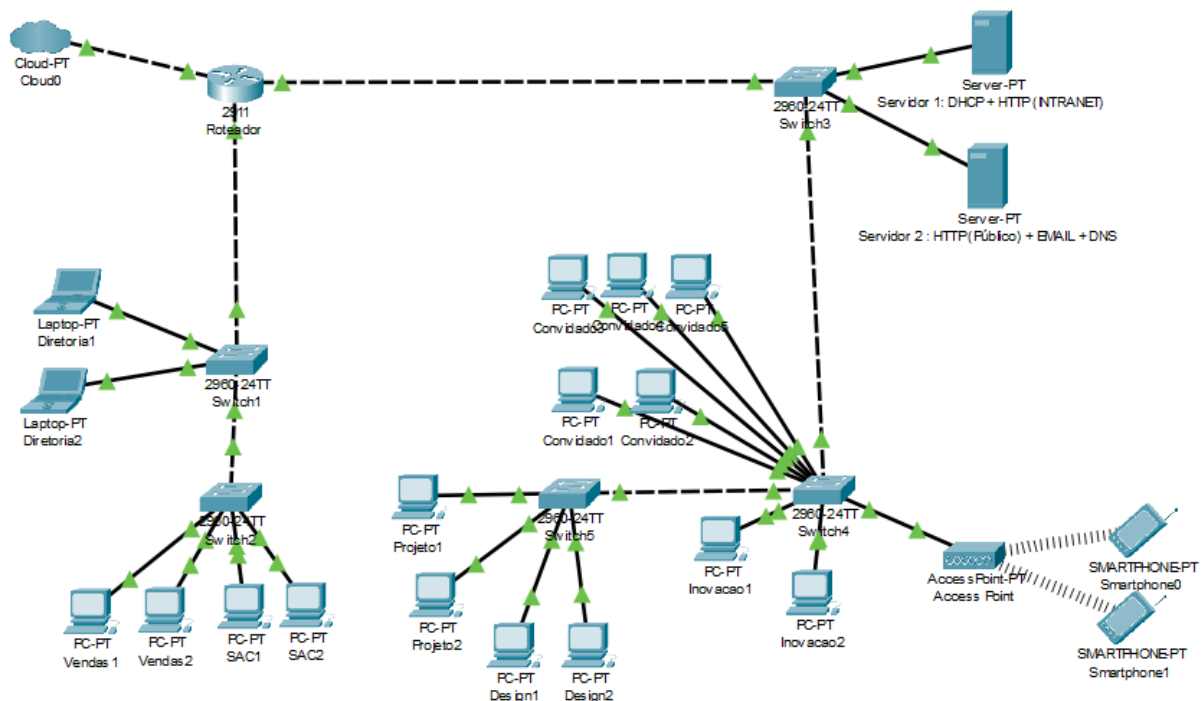 Cloud-PT
Cloud0
2911
Roteador
2960-24TT
Switch3
Server-PT
Servidor 1: DHCP + HTTP(INTRANET)
Server-PT
Servidor 2 : HTTP(Público) + EMAIL + DNS
Laptop-PT
Diretoria1
2960-24TT
Switch1
Laptop-PT
Diretoria2
PC-PT
Convidado3
PC-PT
Convidado4
PC-PT
Convidado5
PC-PT
Convidado1
PC-PT
Convidado2
2960-24TT
Switch2
PC-PT
Vendas1
PC-PT
Vendas2
PC-PT
SAC1
PC-PT
SAC2
PC-PT
Projeto1
2960-24TT
Switch5
2960-24TT
Switch4
PC-PT
Projeto2
PC-PT
Design1
PC-PT
Design2
PC-PT
Inovacao1
PC-PT
Inovacao2
AccessPoint-PT
Access Point
SMARTPHONE-PT
Smartphone0
SMARTPHONE-PT
Smartphone1